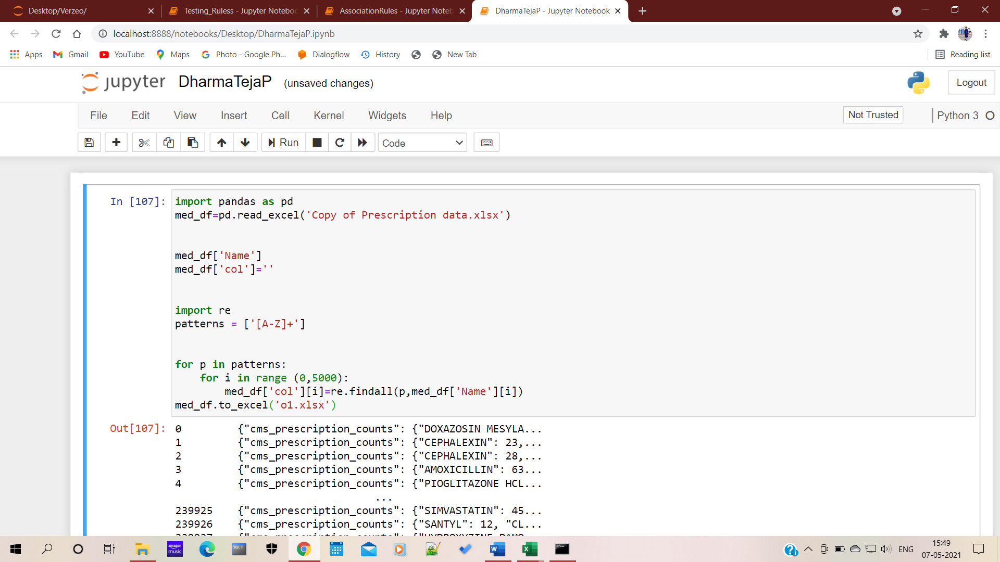 Desktop/Verzeo/
Testing_Ruless - Jupyter Noteboo
AssociationRules - Jupyter Noteb
DharmaTejaP - Jupyter Notebook
localhost:8888/notebooks/Desktop/DharmaTejaP.ipynb
Apps
Gmail
YouTube
Maps
Photo - Google Ph...
Dialogflow
History
New Tab
Reading list
jupyter DharmaTejaP (unsaved changes)
Logout
File Edit View Insert Cell Kernel Widgets Help
Not Trusted
Python 3
Run
Code
In [107]: import pandas as pd
med_df=pd.read_excel('Copy of Prescription data.xlsx')
med_df['Name']
med_df['col']=''
import re
patterns = ['[A-Z]+']
for p in patterns:
    for i in range (0,5000):
        med_df['col'][i]=re.findall(p,med_df['Name'][i])
med_df.to_excel('o1.xlsx')
Out[107]: 0 {"cms_prescription_counts": {"DOXAZOSIN MESYLA...
1 {"cms_prescription_counts": {"CEPHALEXIN": 23,...
2 {"cms_prescription_counts": {"CEPHALEXIN": 28,...
3 {"cms_prescription_counts": {"AMOXICILLIN": 63...
4 {"cms_prescription_counts": {"PIOGLITAZONE HCL...
...
239925 {"cms_prescription_counts": {"SIMVASTATIN": 45...
239926 {"cms_prescription_counts": {"SANTYL": 12, "CL...
amazon music
SQL>
ENG
15:49
07-05-2021